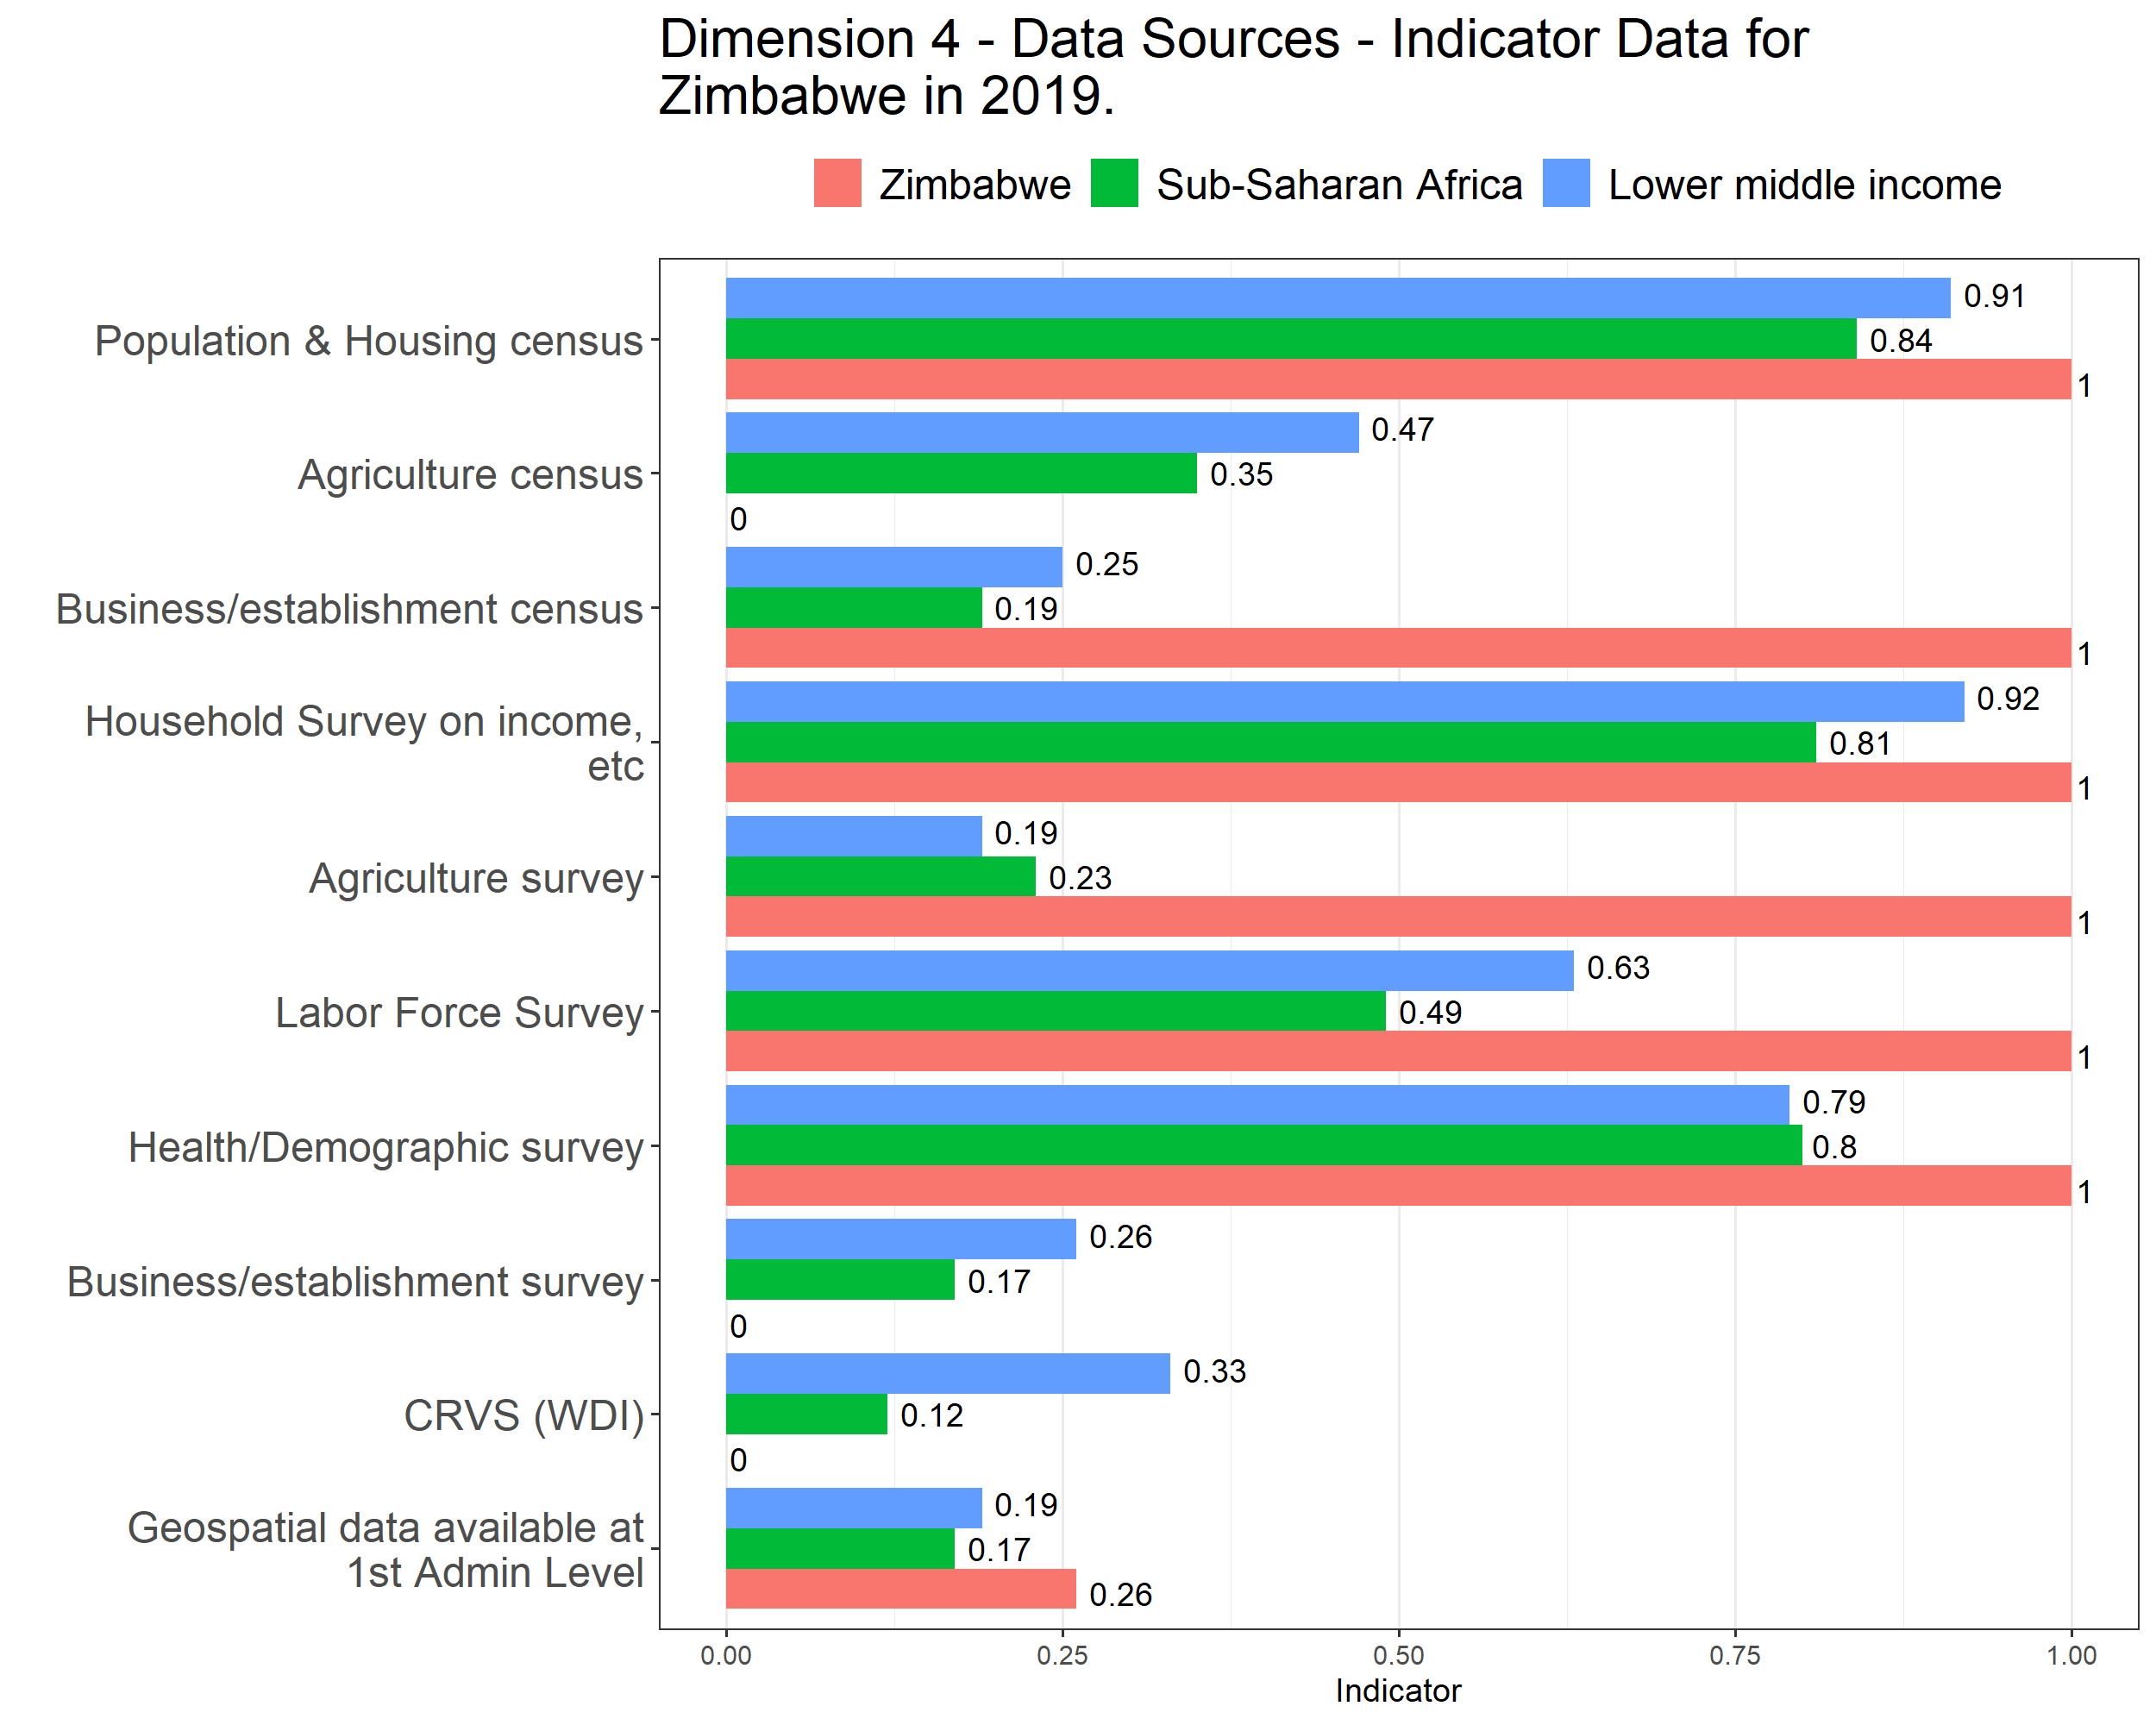 Dimension 4 - Data Sources - Indicator Data for
Zimbabwe in 2019.
Zimbabwe Sub-Saharan Africa Lower middle income
Population & Housing census
0.91
0.84
1
Agriculture census
0.47
0.35
0
Business/establishment census
0.25
0.19
1
Household Survey on income,
etc
0.92
0.81
1
Agriculture survey
0.19
0.23
1
Labor Force Survey
0.63
0.49
1
Health/Demographic survey
0.79
0.8
1
Business/establishment survey
0.26
0.17
0
CRVS (WDI)
0.33
0.12
0
Geospatial data available at
1st Admin Level
0.19
0.17
0.26
0.00 0.25 0.50 0.75 1.00
Indicator